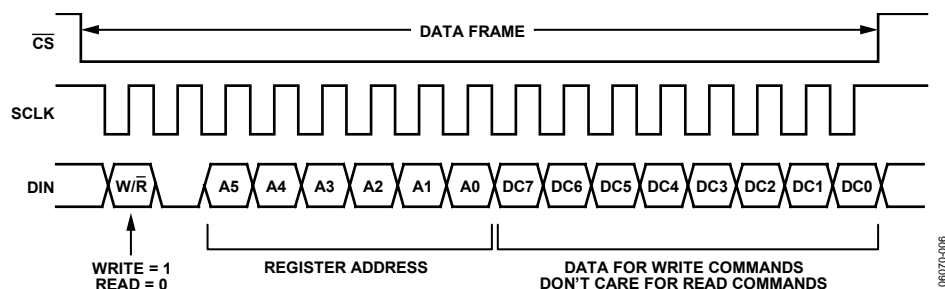 DATA FRAME
CS
SCLK
DIN W/R A5 A4 A3 A2 A1 A0 DC7 DC6 DC5 DC4 DC3 DC2 DC1 DC0
WRITE = 1
READ = 0
REGISTER ADDRESS
DATA FOR WRITE COMMANDS
DON'T CARE FOR READ COMMANDS
06070-006